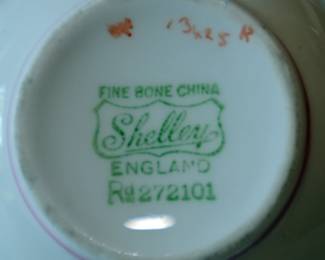 FINE BONE CHINA
Shelley
ENGLAND
Rd 272101